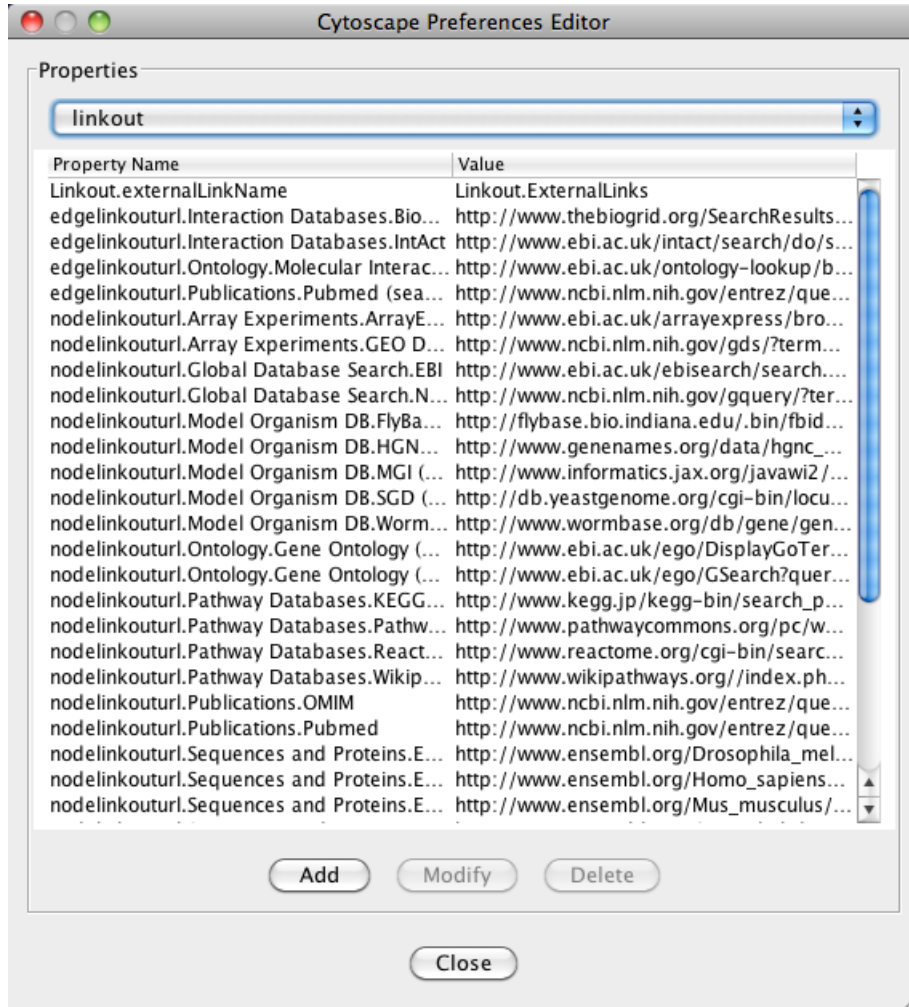 Cytoscape Preferences Editor
Properties
linkout
Property Name Value
Linkout.externalLinkName Linkout.ExternalLinks
edgelinkouturl.Interaction Databases.Bio... http://www.thebiogrid.org/SearchResults...
edgelinkouturl.Interaction Databases.IntAct http://www.ebi.ac.uk/intact/search/do/s...
edgelinkouturl.Ontology.Molecular Interac... http://www.ebi.ac.uk/ontology-lookup/b...
edgelinkouturl.Publications.Pubmed (sea... http://www.ncbi.nlm.nih.gov/entrez/que...
nodelinkouturl.Array Experiments.ArrayE... http://www.ebi.ac.uk/arrayexpress/bro...
nodelinkouturl.Array Experiments.GEO D... http://www.ncbi.nlm.nih.gov/gds/?term...
nodelinkouturl.Global Database Search.EBI http://www.ebi.ac.uk/ebisearch/search....
nodelinkouturl.Global Database Search.N... http://www.ncbi.nlm.nih.gov/gquery/?ter...
nodelinkouturl.Model Organism DB.FlyBa... http://flybase.bio.indiana.edu/.bin/fbid...
nodelinkouturl.Model Organism DB.HGN... http://www.genenames.org/data/hgnc_...
nodelinkouturl.Model Organism DB.MGI (... http://www.informatics.jax.org/javawi2/...
nodelinkouturl.Model Organism DB.SGD (... http://db.yeastgenome.org/cgi-bin/locu...
nodelinkouturl.Model Organism DB.Worm... http://www.wormbase.org/db/gene/gen...
nodelinkouturl.Ontology.Gene Ontology (... http://www.ebi.ac.uk/ego/DisplayGoTer...
nodelinkouturl.Ontology.Gene Ontology (... http://www.ebi.ac.uk/ego/GSearch?quer...
nodelinkouturl.Pathway Databases.KEGG... http://www.kegg.jp/kegg-bin/search_p...
nodelinkouturl.Pathway Databases.Pathw... http://www.pathwaycommons.org/pc/w...
nodelinkouturl.Pathway Databases.React... http://www.reactome.org/cgi-bin/searc...
nodelinkouturl.Pathway Databases.Wikip... http://www.wikipathways.org//index.ph...
nodelinkouturl.Publications.OMIM http://www.ncbi.nlm.nih.gov/entrez/que...
nodelinkouturl.Publications.Pubmed http://www.ncbi.nlm.nih.gov/entrez/que...
nodelinkouturl.Sequences and Proteins.E... http://www.ensembl.org/Drosophila_mel...
nodelinkouturl.Sequences and Proteins.E... http://www.ensembl.org/Homo_sapiens...
nodelinkouturl.Sequences and Proteins.E... http://www.ensembl.org/Mus_musculus/...
Add Modify Delete
Close